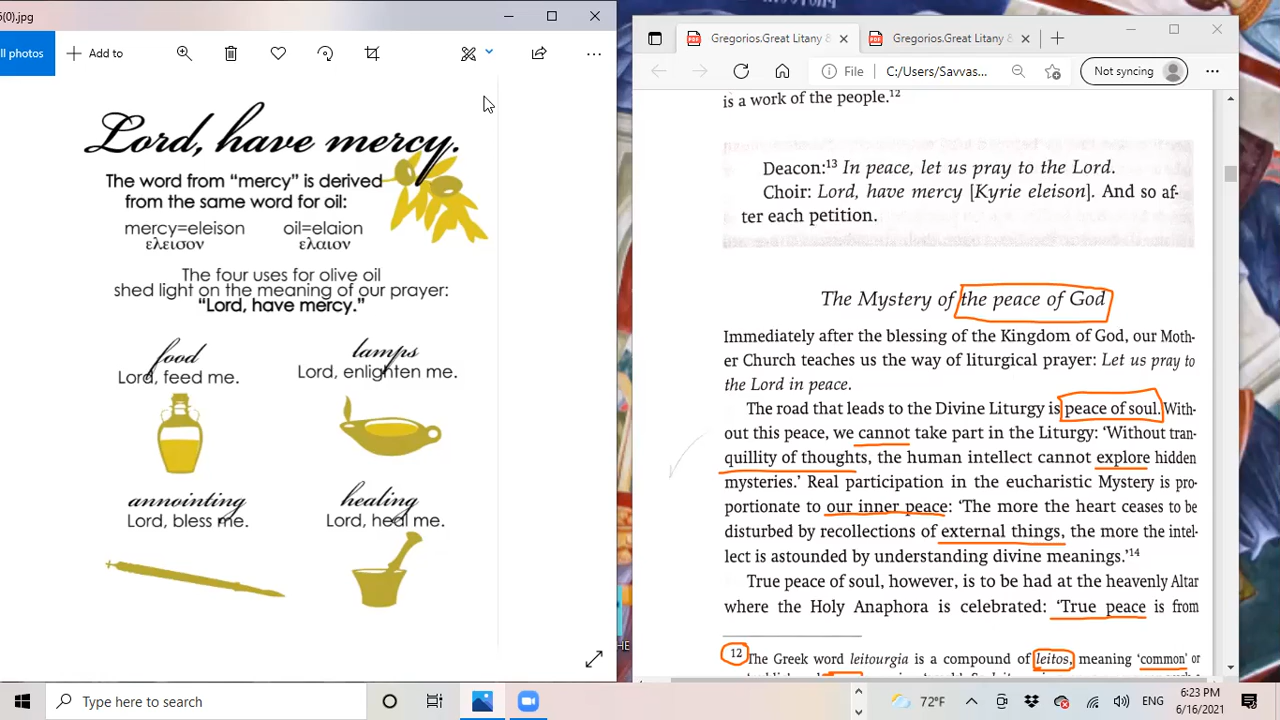 5(0).jpg
ll photos
Add to
Lord, have mercy.
The word from “mercy” is derived
from the same word for oil:
mercy=eleison
oil=elaion
ελεισον
ελαιον
The four uses for olive oil
shed light on the meaning of our prayer:
“Lord, have mercy.”
food
Lord, feed me.
lamps
Lord, enlighten me.
annointing
Lord, bless me.
healing
Lord, heal me.
Gregorios.Great Litany &
Gregorios.Great Litany &
File
C:/Users/Savvas...
Not syncing
is a work of the people.12
Deacon:13 In peace, let us pray to the Lord.
Choir: Lord, have mercy [Kyrie eleison]. And so af-
ter each petition.
The Mystery of the peace of God
Immediately after the blessing of the Kingdom of God, our Moth-
er Church teaches us the way of liturgical prayer: Let us pray to
the Lord in peace.
The road that leads to the Divine Liturgy is peace of soul. With-
out this peace, we cannot take part in the Liturgy: ‘Without tran-
quillity of thoughts, the human intellect cannot explore hidden
mysteries.’ Real participation in the eucharistic Mystery is pro-
portionate to our inner peace: ‘The more the heart ceases to be
disturbed by recollections of external things, the more the intel-
lect is astounded by understanding divine meanings.’14
True peace of soul, however, is to be had at the heavenly Altar
where the Holy Anaphora is celebrated: ‘True peace is from
12 The Greek word leitourgia is a compound of leitos, meaning ‘common’ or
HE
Type here to search
72°F
ENG
6:23 PM
6/16/2021